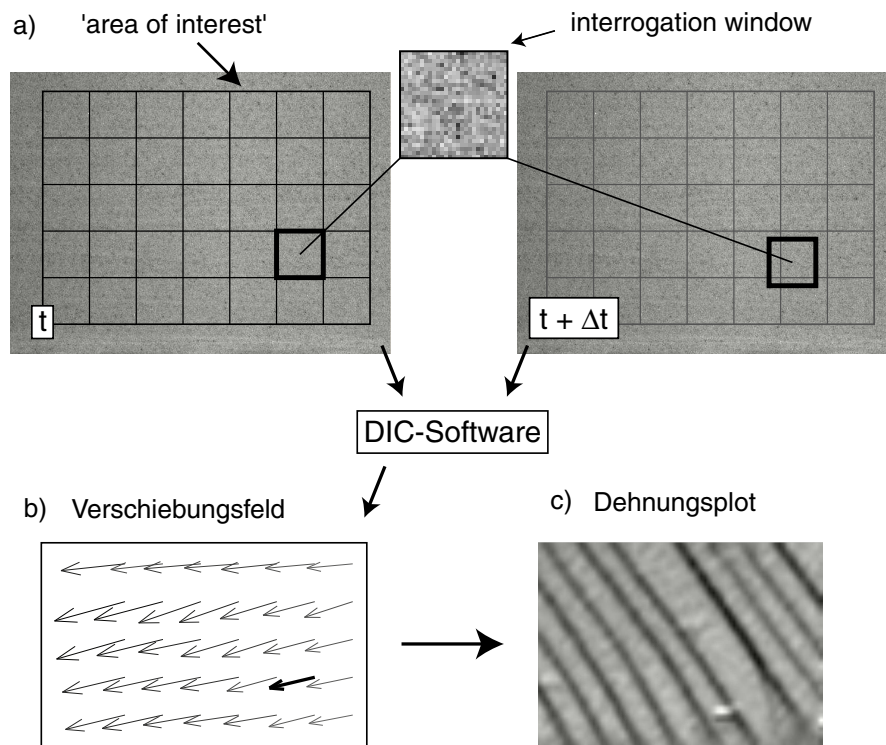 a)
'area of interest'
interrogation window
t
t + Δt
DIC-Software
b) Verschiebungsfeld
c) Dehnungsplot